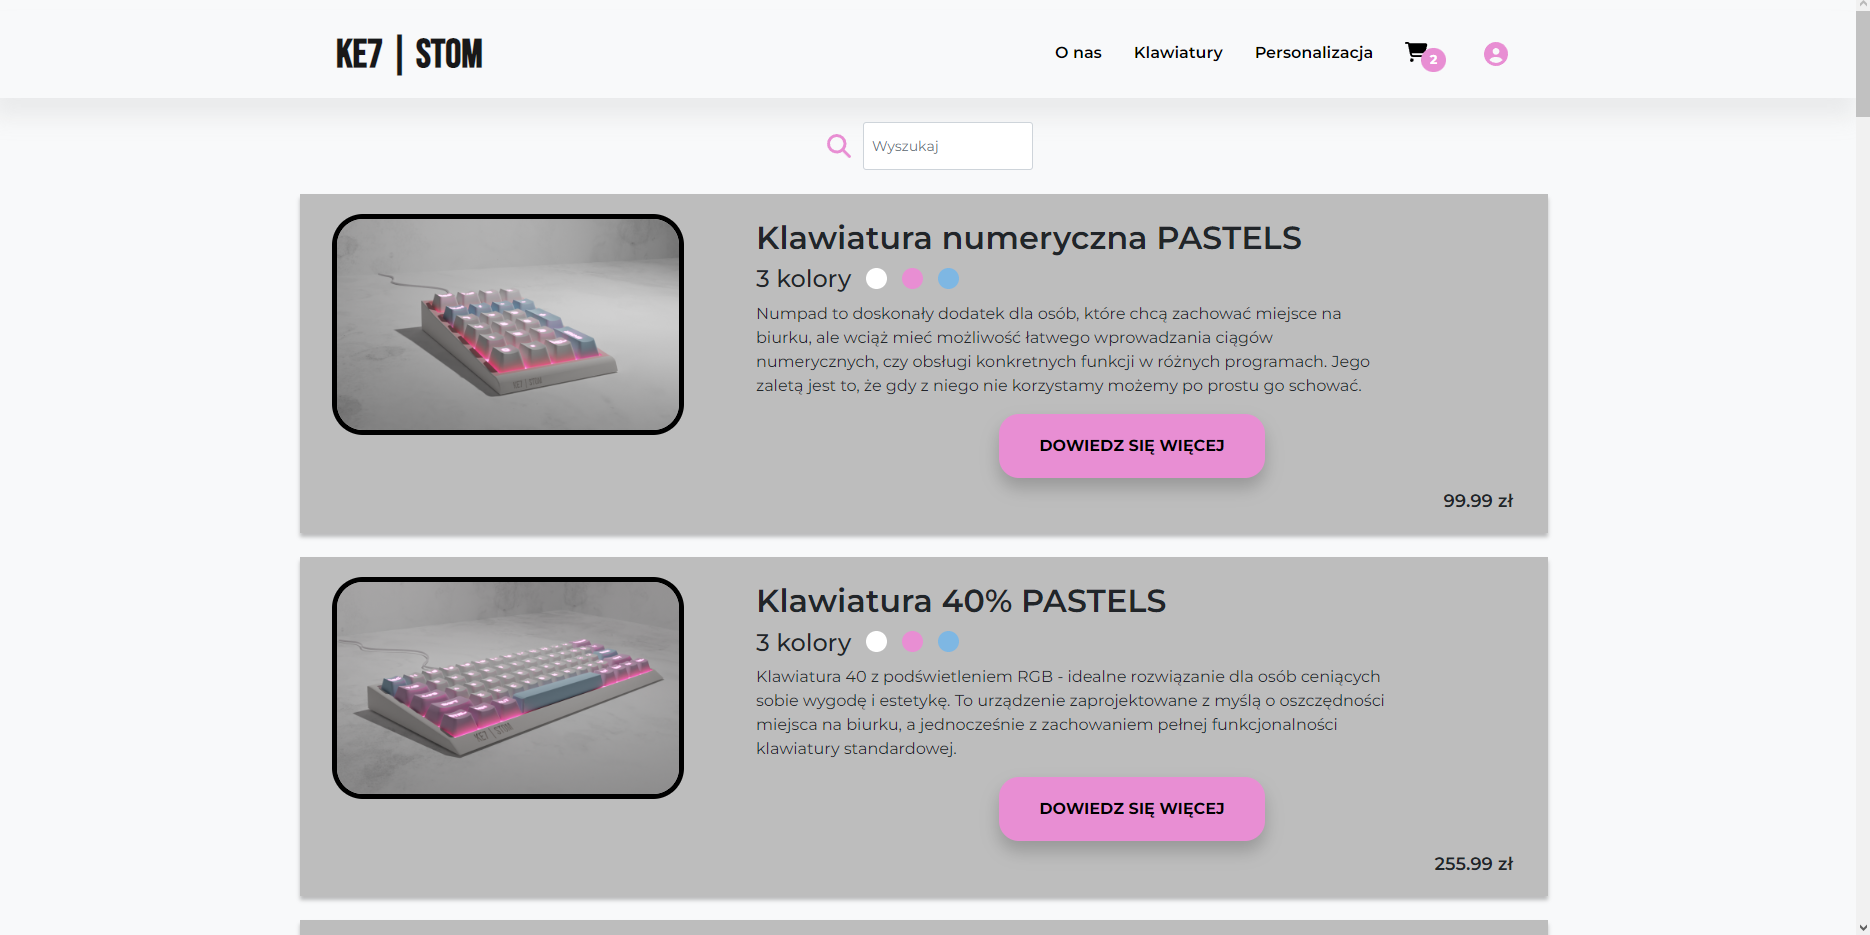 KE7 | STOM
O nas
Klawiatury
Personalizacja
2
Wyszukaj
Klawiatura numeryczna PASTELS
3 kolory
Numpad to doskonały dodatek dla osób, które chcą zachować miejsce na
biurku, ale wciąż mieć możliwość łatwego wprowadzania ciągów
numerycznych, czy obsługi konkretnych funkcji w różnych programach. Jego
zaletą jest to, że gdy z niego nie korzystamy możemy po prostu go schować.
KE7 | STOM
DOWIEDZ SIĘ WIĘCEJ
99.99 zł
Klawiatura 40% PASTELS
3 kolory
Klawiatura 40 z podświetleniem RGB - idealne rozwiązanie dla osób ceniących
sobie wygodę i estetykę. To urządzenie zaprojektowane z myślą o oszczędności
miejsca na biurku, a jednocześnie z zachowaniem pełnej funkcjonalności
klawiatury standardowej.
KE7 | STOM
DOWIEDZ SIĘ WIĘCEJ
255.99 zł